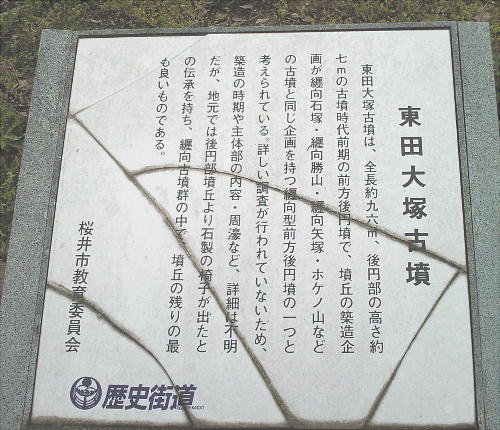 東田大塚古墳
東田大塚古墳は、全長約九六m、後円部の高さ約
七mの古墳時代前期の前方後円墳で、墳丘の築造企
画が纒向石塚・纒向勝山・纒向矢塚・ホケノ山など
の古墳と同じ企画を持つ纒向型前方後円墳の一つと
考えられている。詳しい調査が行われていないため、
築造の時期や主体部の内容・周濠など、詳細は不明
だが、地元では後円部墳丘より石製の椅子が出たと
の伝承を持ち、纒向古墳群の中で、墳丘の残りの最
も良いものである。
桜井市教育委員会
歴史街道